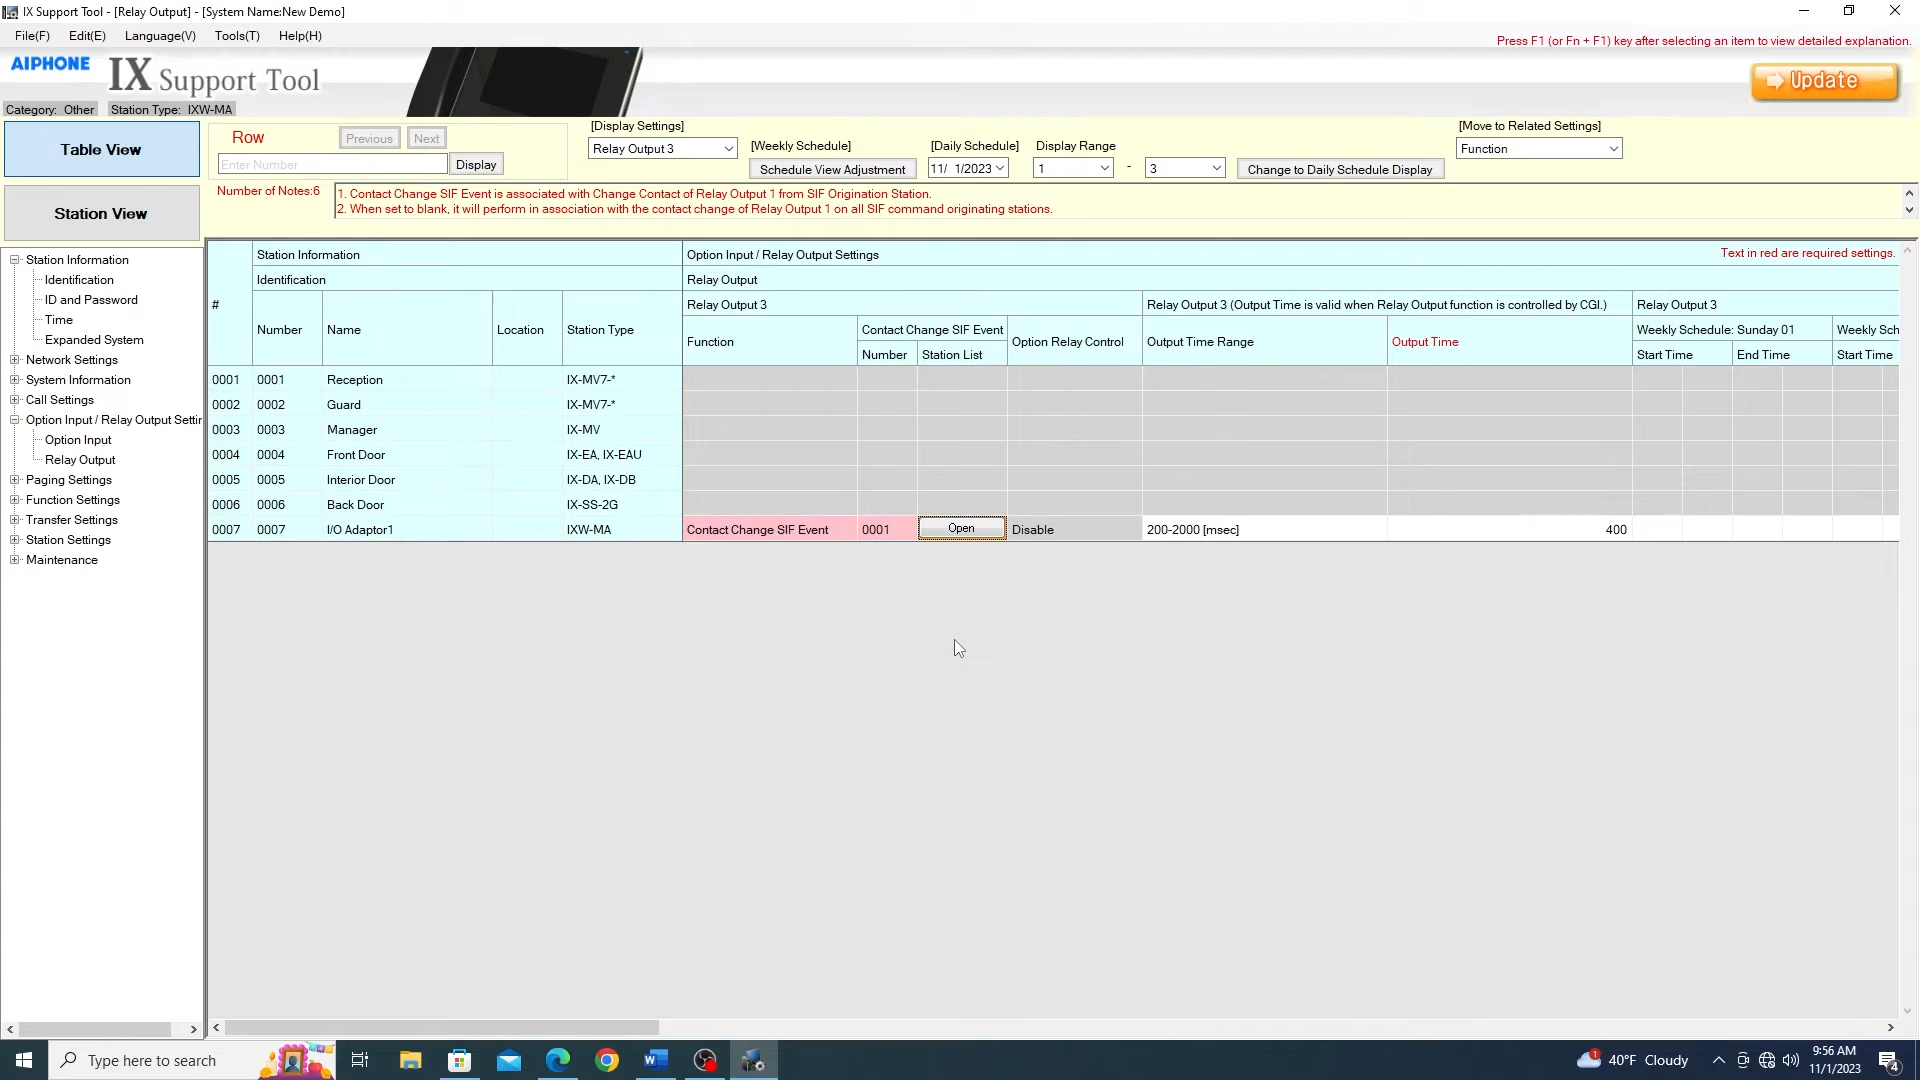 IX Support Tool - [Relay Output] - [System Name:New Demo]
File(F) Edit(E) Language(V) Tools(T) Help(H)
Press F1 (or Fn + F1) key after selecting an item to view detailed explanation.
AIPHONE IX Support Tool
Update
Category: Other Station Type: IXW-MA
Table View
Station View
Row Previous Next
Enter Number Display
[Display Settings]
Relay Output 3
[Weekly Schedule]
Schedule View Adjustment
[Daily Schedule]
11/ 1/2023
Display Range
1 - 3
Change to Daily Schedule Display
[Move to Related Settings]
Function
Number of Notes:6
1. Contact Change SIF Event is associated with Change Contact of Relay Output 1 from SIF Origination Station.
2. When set to blank, it will perform in association with the contact change of Relay Output 1 on all SIF command originating stations.
Station Information
Identification
ID and Password
Time
Expanded System
Network Settings
System Information
Call Settings
Option Input / Relay Output Settir
Option Input
Relay Output
Paging Settings
Function Settings
Transfer Settings
Station Settings
Maintenance
Station Information
Option Input / Relay Output Settings
Text in red are required settings.
Identification
Relay Output
#
Number Name Location Station Type
Relay Output 3
Relay Output 3 (Output Time is valid when Relay Output function is controlled by CGI.)
Relay Output 3
Function
Contact Change SIF Event
Number Station List
Option Relay Control
Output Time Range
Output Time
Weekly Schedule: Sunday 01
Start Time End Time
Weekly Sch
Start Time
0001 0001 Reception IX-MV7-*
0002 0002 Guard IX-MV7-*
0003 0003 Manager IX-MV
0004 0004 Front Door IX-EA, IX-EAU
0005 0005 Interior Door IX-DA, IX-DB
0006 0006 Back Door IX-SS-2G
0007 0007 I/O Adaptor1 IXW-MA Contact Change SIF Event 0001 Open Disable 200-2000 [msec] 400
Type here to search
1
40°F Cloudy
9:56 AM
11/1/2023
4